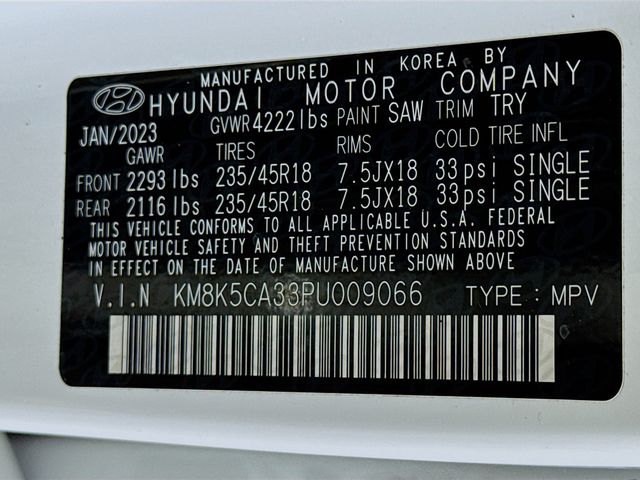 MANUFACTURED IN KOREA BY
HYUNDAI MOTOR COMPANY
JAN/2023 GVWR 4222 lbs PAINT SAW TRIM TRY
GAWR TIRES RIMS COLD TIRE INFL
FRONT 2293 lbs 235/45R18 7.5JX18 33psi SINGLE
REAR 2116 lbs 235/45R18 7.5JX18 33psi SINGLE
THIS VEHICLE CONFORMS TO ALL APPLICABLE U.S.A. FEDERAL
MOTOR VEHICLE SAFETY AND THEFT PREVENTION STANDARDS
IN EFFECT ON THE DATE OF MANUFACTURE SHOWN ABOVE
V.I.N KM8K5CA33PU009066 TYPE : MPV